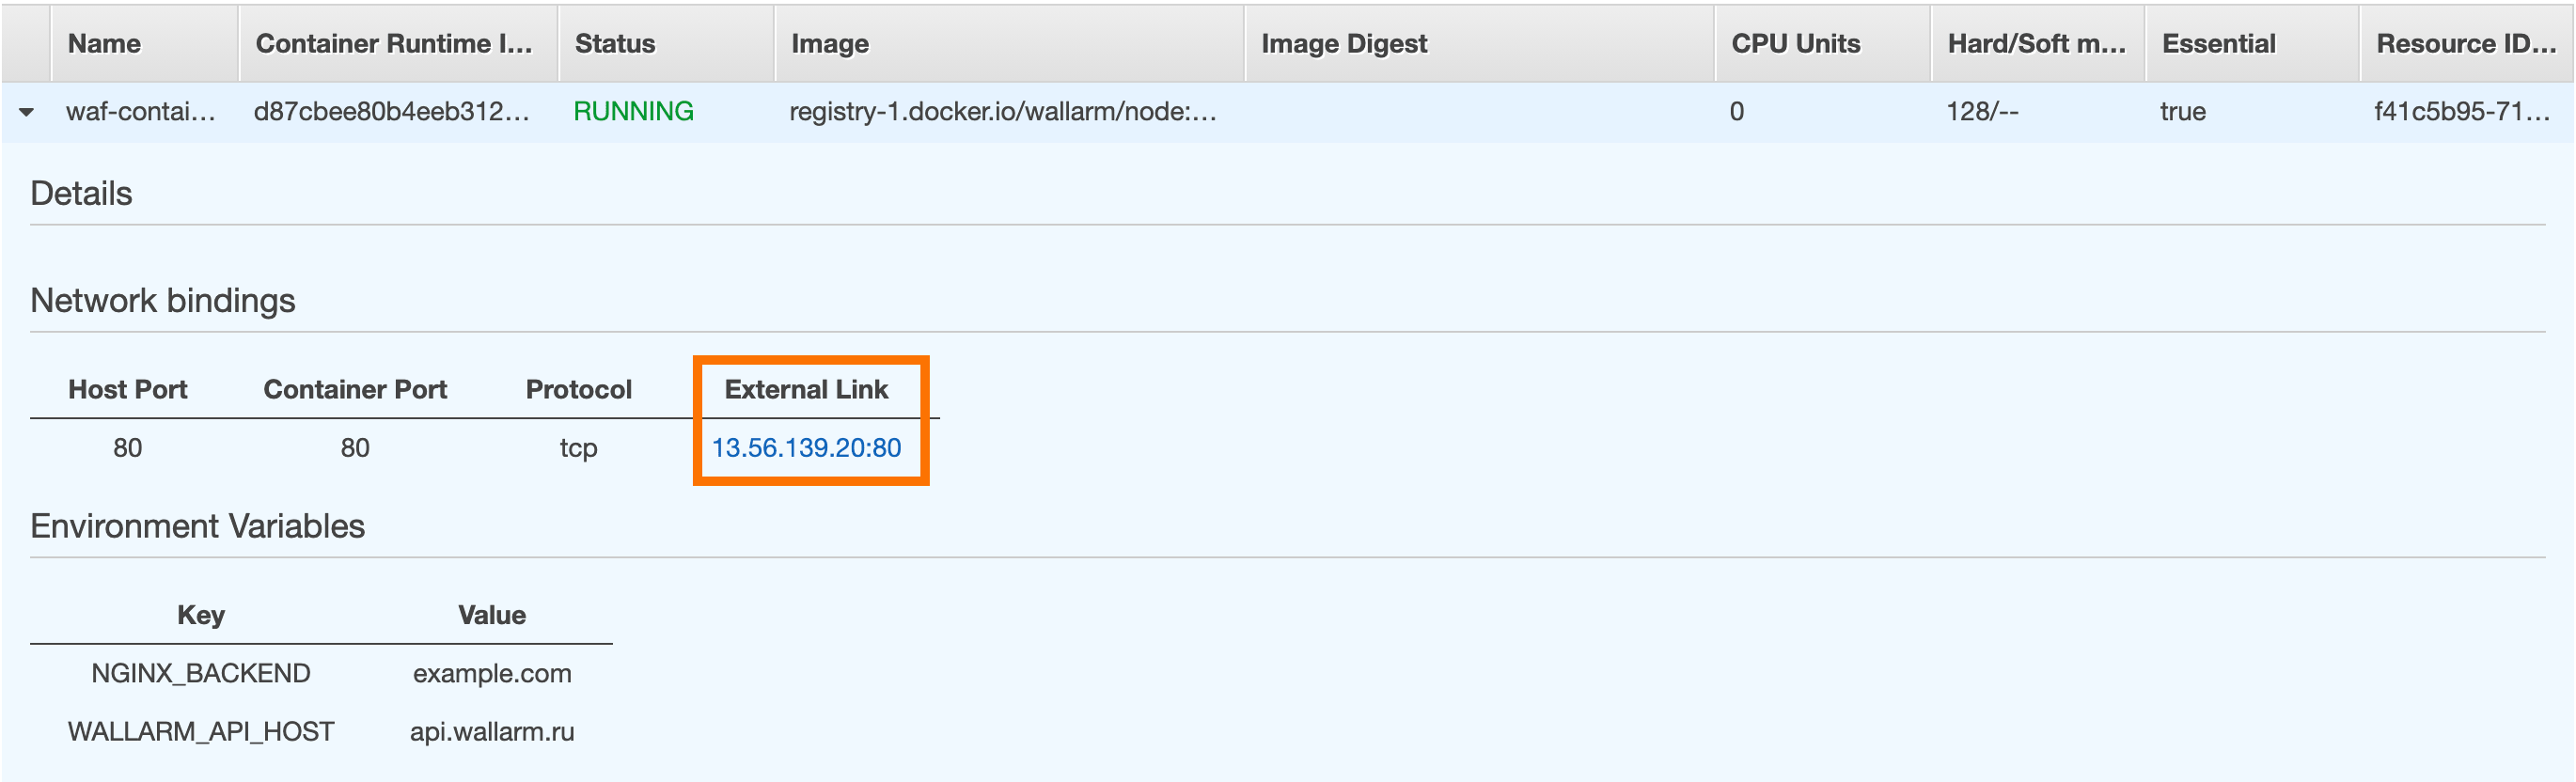 Name Container Runtime I... Status Image Image Digest CPU Units Hard/Soft m... Essential Resource ID...
waf-contai... d87cbee80b4eeb312... RUNNING registry-1.docker.io/wallarm/node:... 0 128/-- true f41c5b95-71...
Details
Network bindings
Host Port Container Port Protocol External Link
80 80 tcp 13.56.139.20:80
Environment Variables
Key Value
NGINX_BACKEND example.com
WALLARM_API_HOST api.wallarm.ru